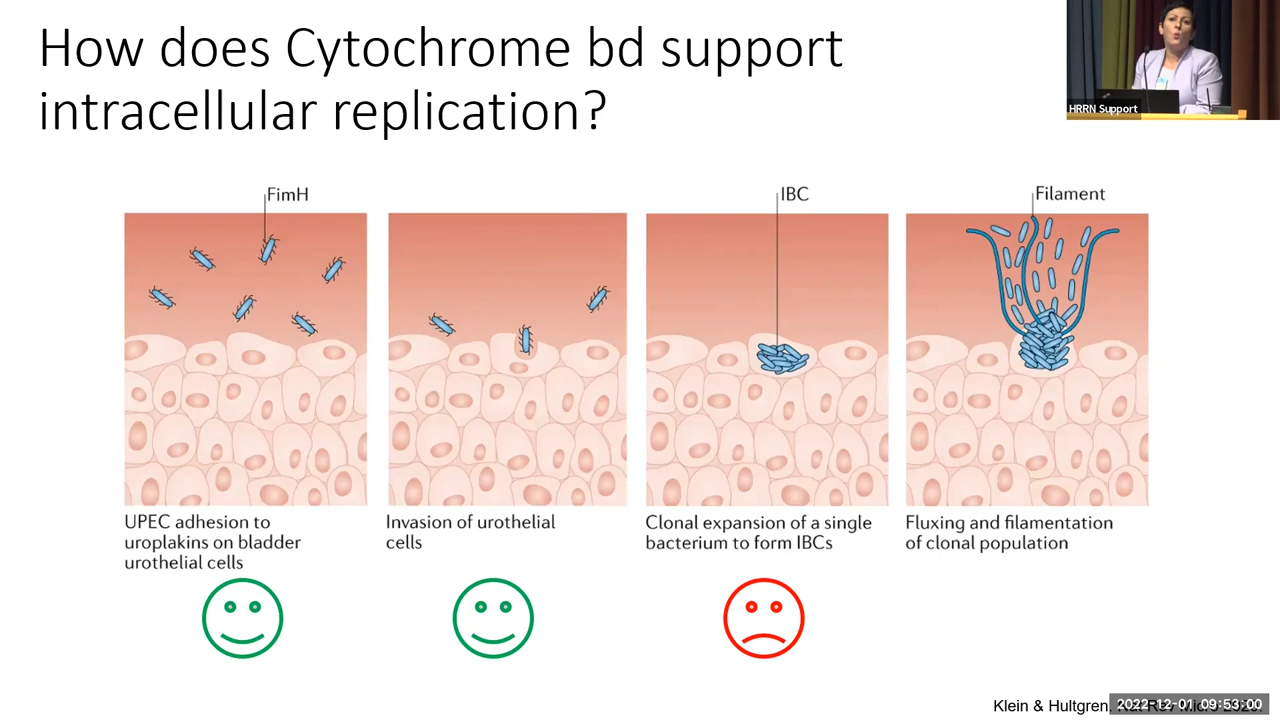 How does Cytochrome bd support
intracellular replication?
HRRN Support
FimH
IBC
Filament
UPEC adhesion to
uroplakins on bladder
urothelial cells
Invasion of urothelial
cells
Clonal expansion of a single
bacterium to form IBCs
Fluxing and filamentation
of clonal population
Klein & Hultgren.
2022-12-01 09:53:00